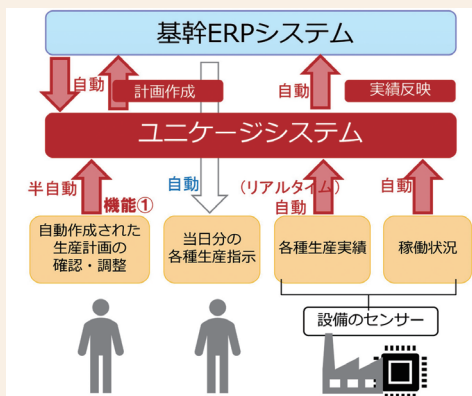 基幹ERPシステム
自動
計画作成
自動
実績反映
ユニケージシステム
半自動
機能①
自動
(リアルタイム)
自動
自動
自動作成された
生産計画の
確認・調整
当日分の
各種生産指示
各種生産実績
稼働状況
設備のセンサー